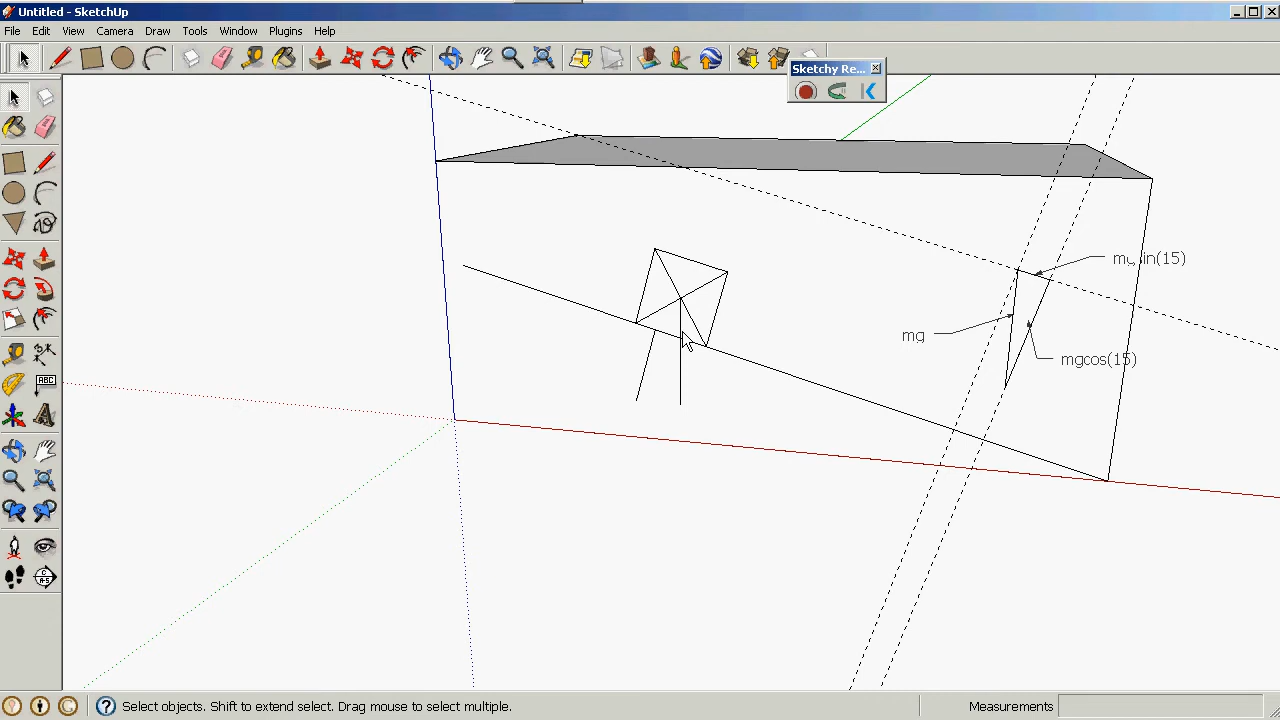 Untitled - SketchUp
File Edit View Camera Draw Tools Window Plugins Help
Sketchy Re...
ABC
mg
mgcos(15)
Select objects. Shift to extend select. Drag mouse to select multiple.
Measurements